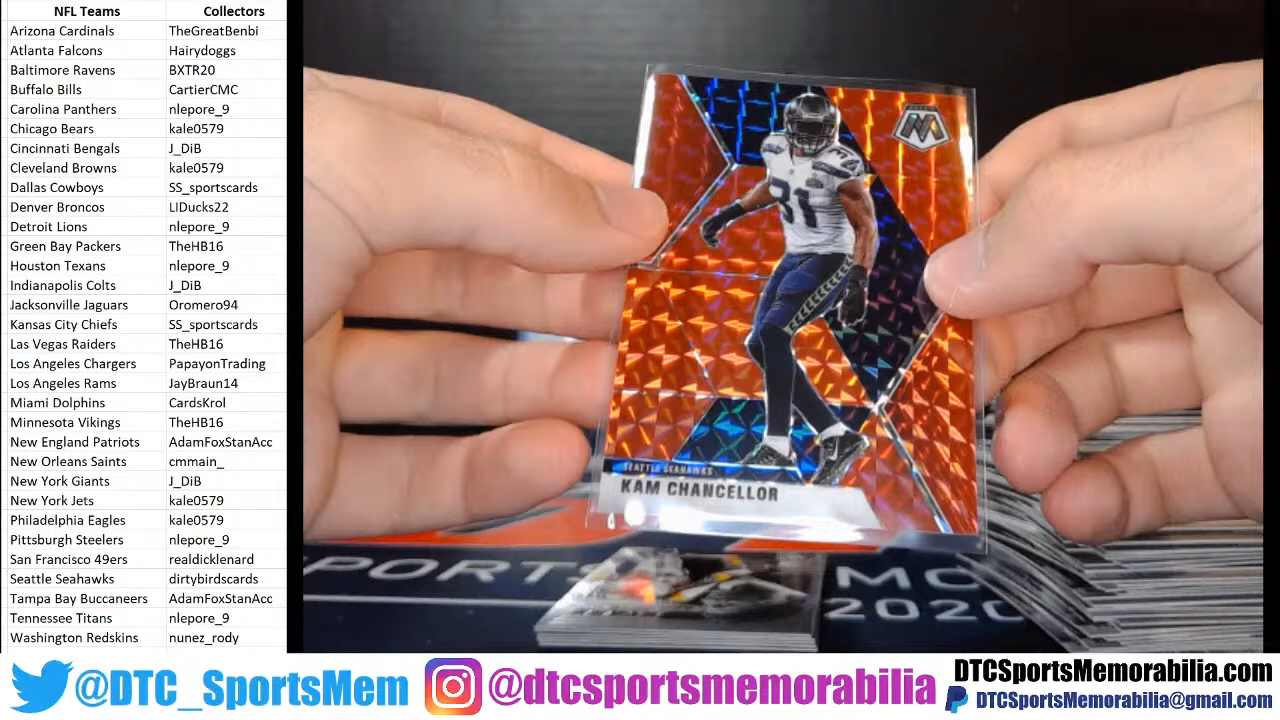 NFL Teams Collectors
Arizona Cardinals TheGreatBenbi
Atlanta Falcons Hairydoggs
Baltimore Ravens BXTR20
Buffalo Bills CartierCMC
Carolina Panthers nlepore_9
Chicago Bears kale0579
Cincinnati Bengals J_DiB
Cleveland Browns kale0579
Dallas Cowboys SS_sportscards
Denver Broncos LIDucks22
Detroit Lions nlepore_9
Green Bay Packers TheHB16
Houston Texans nlepore_9
Indianapolis Colts J_DiB
Jacksonville Jaguars Oromero94
Kansas City Chiefs SS_sportscards
Las Vegas Raiders TheHB16
Los Angeles Chargers PapayonTrading
Los Angeles Rams JayBraun14
Miami Dolphins CardsKrol
Minnesota Vikings TheHB16
New England Patriots AdamFoxStanAcc
New Orleans Saints cmmain_
New York Giants J_DiB
New York Jets kale0579
Philadelphia Eagles kale0579
Pittsburgh Steelers nlepore_9
San Francisco 49ers realdicklenard
Seattle Seahawks dirtybirdscards
Tampa Bay Buccaneers AdamFoxStanAcc
Tennessee Titans nlepore_9
Washington Redskins nunez_rody
31
SEATTLE SEAHAWKS
KAM CHANCELLOR
2020
@DTC_SportsMem
@dtcsportsmemorabilia
DTCSportsMemorabilia.com
DTCSportsMemorabilia@gmail.com